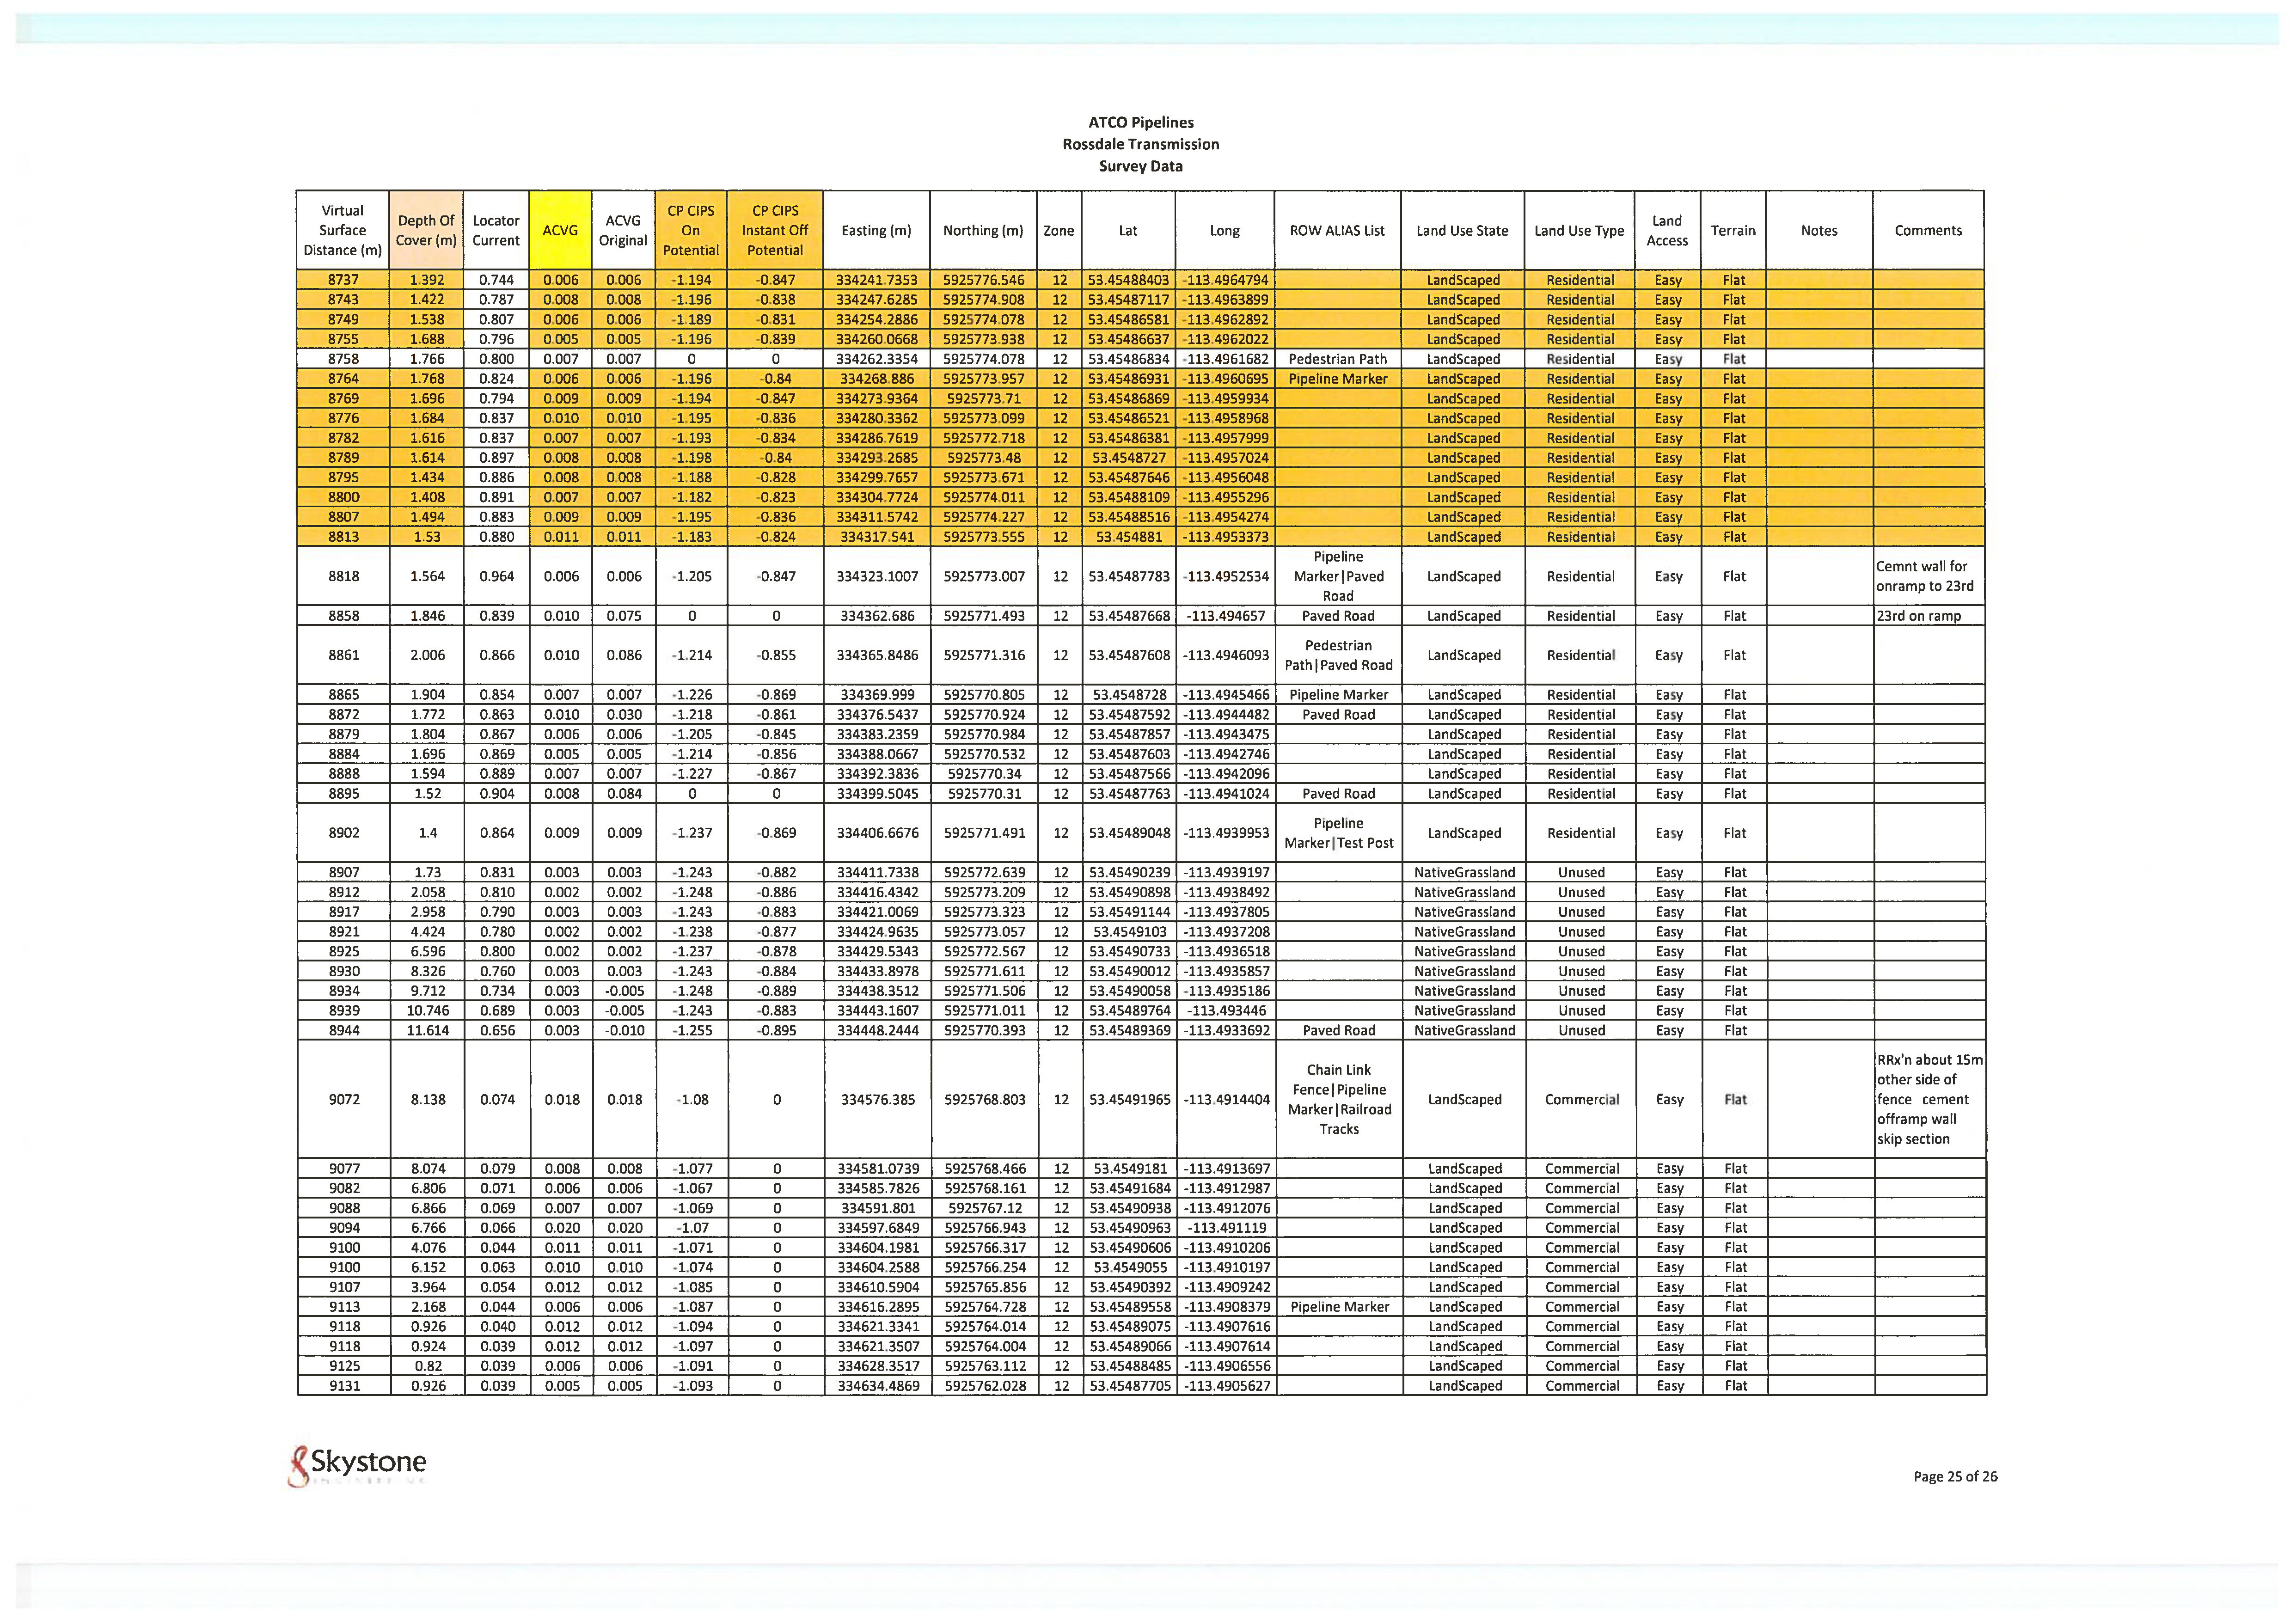 ATCO Pipelines
Rossdale Transmission
Survey Data
Virtual Surface Distance (m) Depth Of Cover (m) Locator Current ACVG ACVG Original CP CIPS On Potential CP CIPS Instant Off Potential Easting (m) Northing (m) Zone Lat Long ROW ALIAS List Land Use State Land Use Type Land Access Terrain Notes Comments
8737 1.392 0.744 0.006 0.006 -1.194 -0.847 334241.7353 5925776.546 12 53.45488403 -113.4964794 LandScaped Residential Easy Flat
8743 1.422 0.787 0.008 0.008 -1.196 -0.838 334247.6285 5925774.908 12 53.45487117 -113.4963899 LandScaped Residential Easy Flat
8749 1.538 0.807 0.006 0.006 -1.189 -0.831 334254.2886 5925774.078 12 53.45486581 -113.4962892 LandScaped Residential Easy Flat
8755 1.688 0.796 0.005 0.005 -1.196 -0.839 334260.0668 5925773.938 12 53.45486637 -113.4962022 LandScaped Residential Easy Flat
8758 1.766 0.800 0.007 0.007 0 0 334262.3354 5925774.078 12 53.45486834 -113.4961682 Pedestrian Path LandScaped Residential Easy Flat
8764 1.768 0.824 0.006 0.006 -1.196 -0.84 334268.886 5925773.957 12 53.45486931 -113.4960695 Pipeline Marker LandScaped Residential Easy Flat
8769 1.696 0.794 0.009 0.009 -1.194 -0.847 334273.9364 5925773.71 12 53.45486869 -113.4959934 LandScaped Residential Easy Flat
8776 1.684 0.837 0.010 0.010 -1.195 -0.836 334280.3362 5925773.099 12 53.45486521 -113.4958968 LandScaped Residential Easy Flat
8782 1.616 0.837 0.007 0.007 -1.193 -0.834 334286.7619 5925772.718 12 53.45486381 -113.4957999 LandScaped Residential Easy Flat
8789 1.614 0.897 0.008 0.008 -1.198 -0.84 334293.2685 5925773.48 12 53.4548727 -113.4957024 LandScaped Residential Easy Flat
8795 1.434 0.886 0.008 0.008 -1.188 -0.828 334299.7657 5925773.671 12 53.45487646 -113.4956048 LandScaped Residential Easy Flat
8800 1.408 0.891 0.007 0.007 -1.182 -0.823 334304.7724 5925774.011 12 53.45488109 -113.4955296 LandScaped Residential Easy Flat
8807 1.494 0.883 0.009 0.009 -1.195 -0.836 334311.5742 5925774.227 12 53.45488516 -113.4954274 LandScaped Residential Easy Flat
8813 1.53 0.880 0.011 0.011 -1.183 -0.824 334317.541 5925773.555 12 53.454881 -113.4953373 LandScaped Residential Easy Flat
8818 1.564 0.964 0.006 0.006 -1.205 -0.847 334323.1007 5925773.007 12 53.45487783 -113.4952534 Pipeline Marker|Paved Road LandScaped Residential Easy Flat Cemnt wall for onramp to 23rd
8858 1.846 0.839 0.010 0.075 0 0 334362.686 5925771.493 12 53.45487668 -113.494657 Paved Road LandScaped Residential Easy Flat 23rd on ramp
8861 2.006 0.866 0.010 0.086 -1.214 -0.855 334365.8486 5925771.316 12 53.45487608 -113.4946093 Pedestrian Path|Paved Road LandScaped Residential Easy Flat
8865 1.904 0.854 0.007 0.007 -1.226 -0.869 334369.999 5925770.805 12 53.4548728 -113.4945466 Pipeline Marker LandScaped Residential Easy Flat
8872 1.772 0.863 0.010 0.030 -1.218 -0.861 334376.5437 5925770.924 12 53.45487592 -113.4944482 Paved Road LandScaped Residential Easy Flat
8879 1.804 0.867 0.006 0.006 -1.205 -0.845 334383.2359 5925770.984 12 53.45487857 -113.4943475 LandScaped Residential Easy Flat
8884 1.696 0.869 0.005 0.005 -1.214 -0.856 334388.0667 5925770.532 12 53.45487603 -113.4942746 LandScaped Residential Easy Flat
8888 1.594 0.889 0.007 0.007 -1.227 -0.867 334392.3836 5925770.34 12 53.45487566 -113.4942096 LandScaped Residential Easy Flat
8895 1.52 0.904 0.008 0.084 0 0 334399.5045 5925770.31 12 53.45487763 -113.4941024 Paved Road LandScaped Residential Easy Flat
8902 1.4 0.864 0.009 0.009 -1.237 -0.869 334406.6676 5925771.491 12 53.45489048 -113.4939953 Pipeline Marker|Test Post LandScaped Residential Easy Flat
8907 1.73 0.831 0.003 0.003 -1.243 -0.882 334411.7338 5925772.639 12 53.45490239 -113.4939197 NativeGrassland Unused Easy Flat
8912 2.058 0.810 0.002 0.002 -1.248 -0.886 334416.4342 5925773.209 12 53.45490898 -113.4938492 NativeGrassland Unused Easy Flat
8917 2.958 0.790 0.003 0.003 -1.243 -0.883 334421.0069 5925773.323 12 53.45491144 -113.4937805 NativeGrassland Unused Easy Flat
8921 4.424 0.780 0.002 0.002 -1.238 -0.877 334424.9635 5925773.057 12 53.4549103 -113.4937208 NativeGrassland Unused Easy Flat
8925 6.596 0.800 0.002 0.002 -1.237 -0.878 334429.5343 5925772.567 12 53.45490733 -113.4936518 NativeGrassland Unused Easy Flat
8930 8.326 0.760 0.003 0.003 -1.243 -0.884 334433.8978 5925771.611 12 53.45490012 -113.4935857 NativeGrassland Unused Easy Flat
8934 9.712 0.734 0.003 -0.005 -1.248 -0.889 334438.3512 5925771.506 12 53.45490058 -113.4935186 NativeGrassland Unused Easy Flat
8939 10.746 0.689 0.003 -0.005 -1.243 -0.883 334443.1607 5925771.011 12 53.45489764 -113.493446 NativeGrassland Unused Easy Flat
8944 11.614 0.656 0.003 -0.010 -1.255 -0.895 334448.2444 5925770.393 12 53.45489369 -113.4933692 Paved Road NativeGrassland Unused Easy Flat
9072 8.138 0.074 0.018 0.018 -1.08 0 334576.385 5925768.803 12 53.45491965 -113.4914404 Chain Link Fence|Pipeline Marker|Railroad Tracks LandScaped Commercial Easy Flat RRx'n about 15m other side of fence cement offramp wall skip section
9077 8.074 0.079 0.008 0.008 -1.077 0 334581.0739 5925768.466 12 53.4549181 -113.4913697 LandScaped Commercial Easy Flat
9082 6.806 0.071 0.006 0.006 -1.067 0 334585.7826 5925768.161 12 53.45491684 -113.4912987 LandScaped Commercial Easy Flat
9088 6.866 0.069 0.007 0.007 -1.069 0 334591.801 5925767.12 12 53.45490938 -113.4912076 LandScaped Commercial Easy Flat
9094 6.766 0.066 0.020 0.020 -1.07 0 334597.6849 5925766.943 12 53.45490963 -113.491119 LandScaped Commercial Easy Flat
9100 4.076 0.044 0.011 0.011 -1.071 0 334604.1981 5925766.317 12 53.45490606 -113.4910206 LandScaped Commercial Easy Flat
9100 6.152 0.063 0.010 0.010 -1.074 0 334604.2588 5925766.254 12 53.4549055 -113.4910197 LandScaped Commercial Easy Flat
9107 3.964 0.054 0.012 0.012 -1.085 0 334610.5904 5925765.856 12 53.45490392 -113.4909242 LandScaped Commercial Easy Flat
9113 2.168 0.044 0.006 0.006 -1.087 0 334616.2895 5925764.728 12 53.45489558 -113.4908379 Pipeline Marker LandScaped Commercial Easy Flat
9118 0.926 0.040 0.012 0.012 -1.094 0 334621.3341 5925764.014 12 53.45489075 -113.4907616 LandScaped Commercial Easy Flat
9118 0.924 0.039 0.012 0.012 -1.097 0 334621.3507 5925764.004 12 53.45489066 -113.4907614 LandScaped Commercial Easy Flat
9125 0.82 0.039 0.006 0.006 -1.091 0 334628.3517 5925763.112 12 53.45488485 -113.4906556 LandScaped Commercial Easy Flat
9131 0.926 0.039 0.005 0.005 -1.093 0 334634.4869 5925762.028 12 53.45487705 -113.4905627 LandScaped Commercial Easy Flat
Skystone
Page 25 of 26